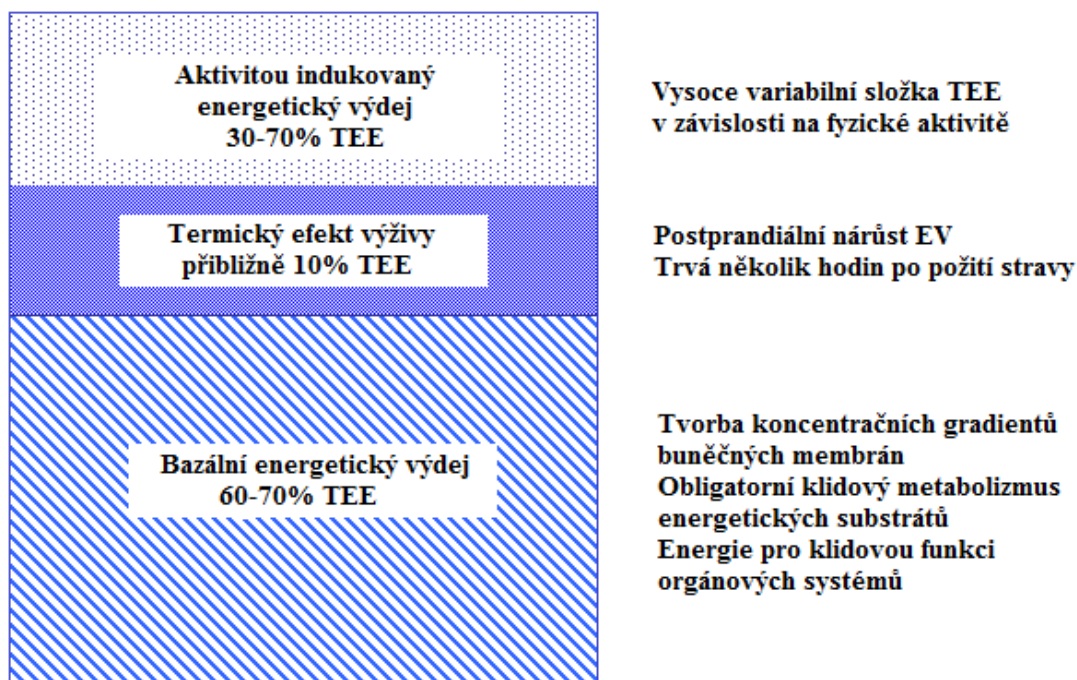 Aktivitou indukovaný
energetický výdej
30-70% TEE
Vysoce variabilní složka TEE
v závislosti na fyzické aktivitě
Termický efekt výživy
přibližně 10% TEE
Postprandiální nárůst EV
Trvá několik hodin po požití stravy
Bazální energetický výdej
60-70% TEE
Tvorba koncentračních gradientů
buněčných membrán
Obligatorní klidový metabolizmus
energetických substrátů
Energie pro klidovou funkci
orgánových systémů